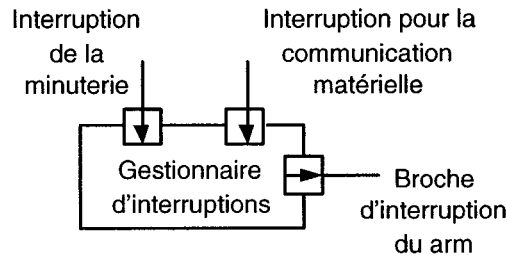 Interruption
de la
minuterie
Interruption pour la
communication
matérielle
Gestionnaire
d'interruptions
Broche
d'interruption
du arm